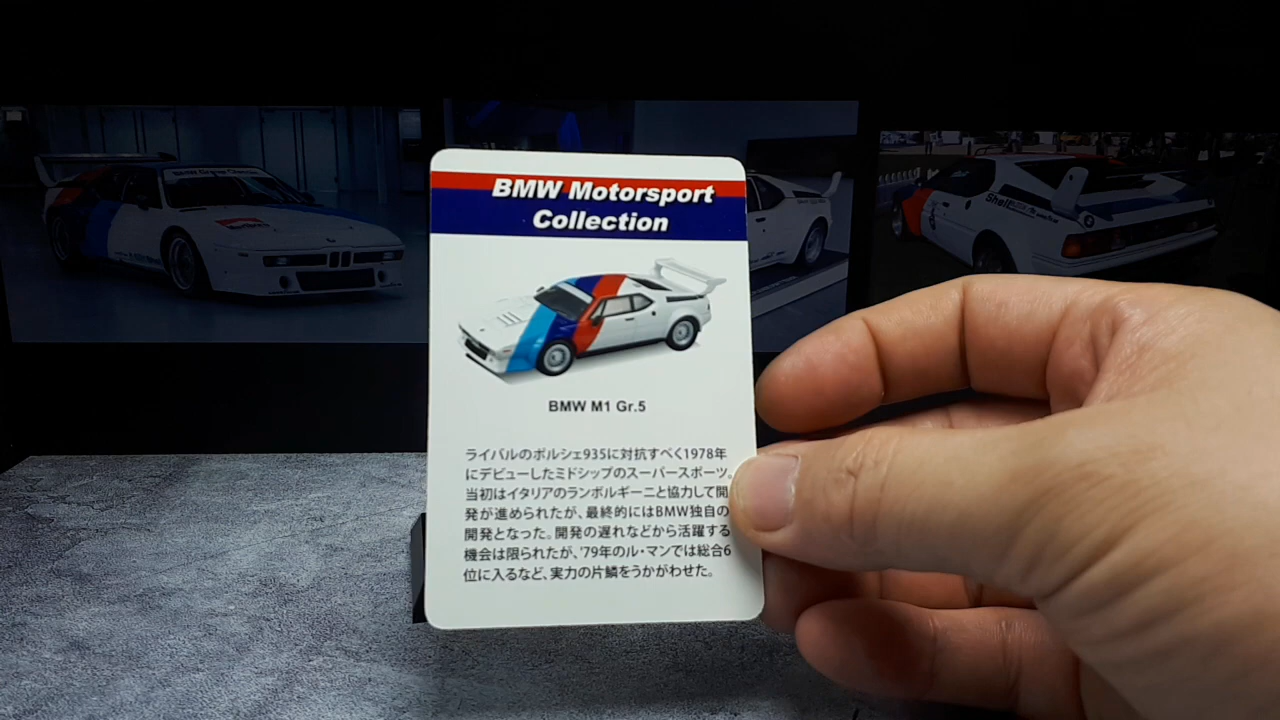 BMW Motorsport
Collection
BMW M1 Gr.5
ライバルのポルシェ935に対抗すべく1978年
にデビューしたミドシップのスーパースポーツ。
当初はイタリアのランボルギーニと協力して開
発が進められたが、最終的にはBMW独自の
開発となった。開発の遅れなどから活躍する
機会は限られたが、'79年のル・マンでは総合6
位に入るなど、実力の片鱗をうかがわせた。
Shell